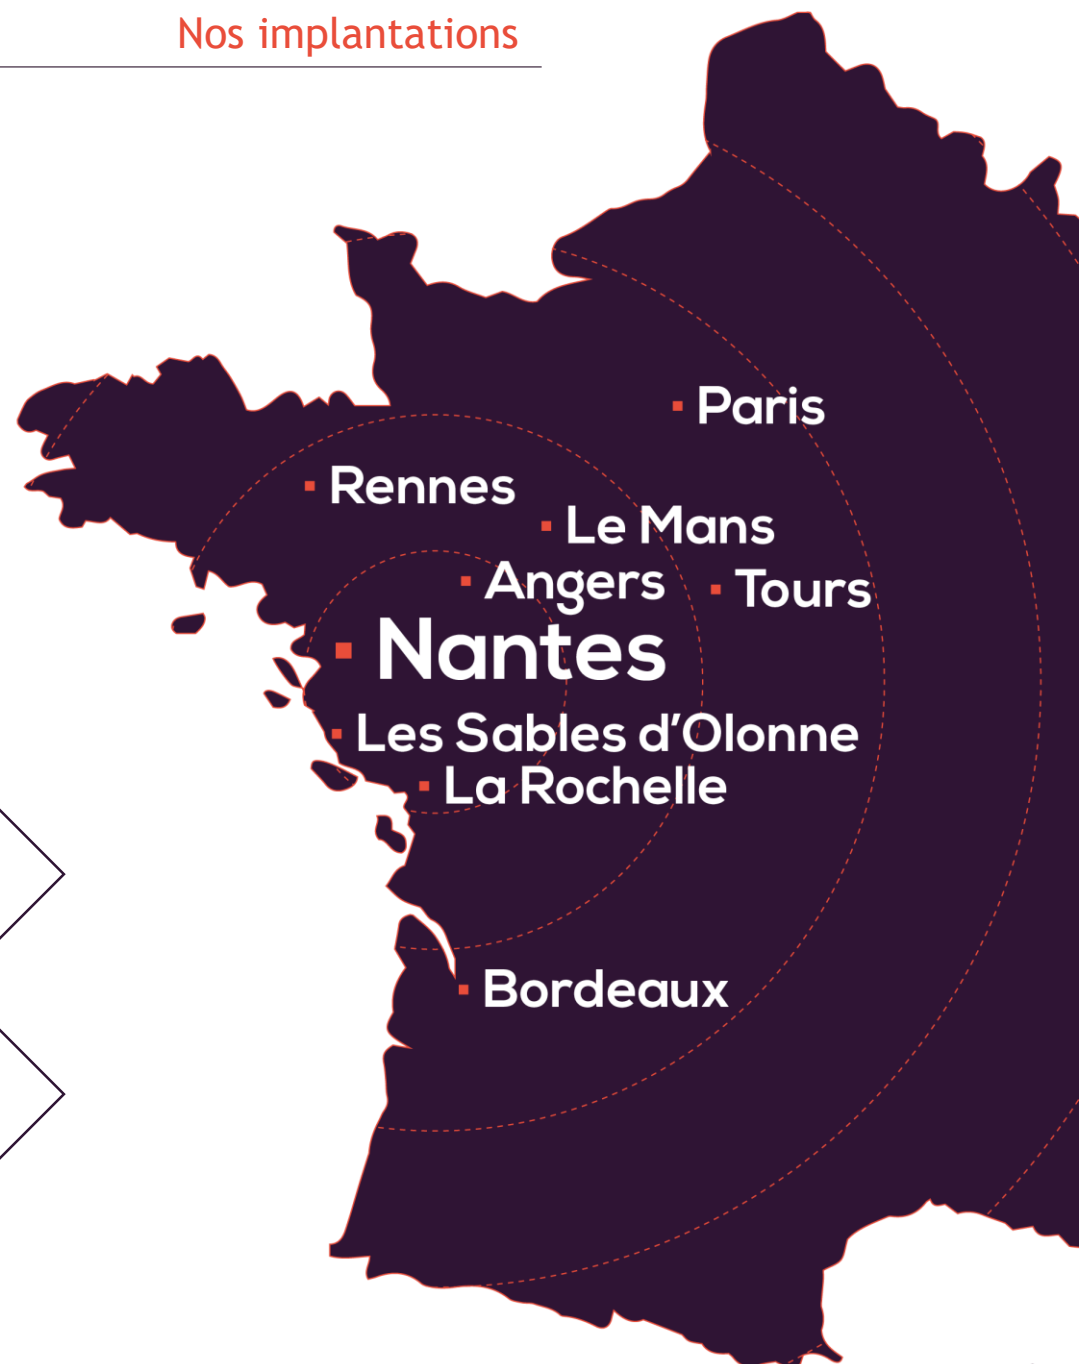 Nos implantations
Paris
Rennes
Le Mans
Angers
Tours
Nantes
Les Sables d’Olonne
La Rochelle
Bordeaux